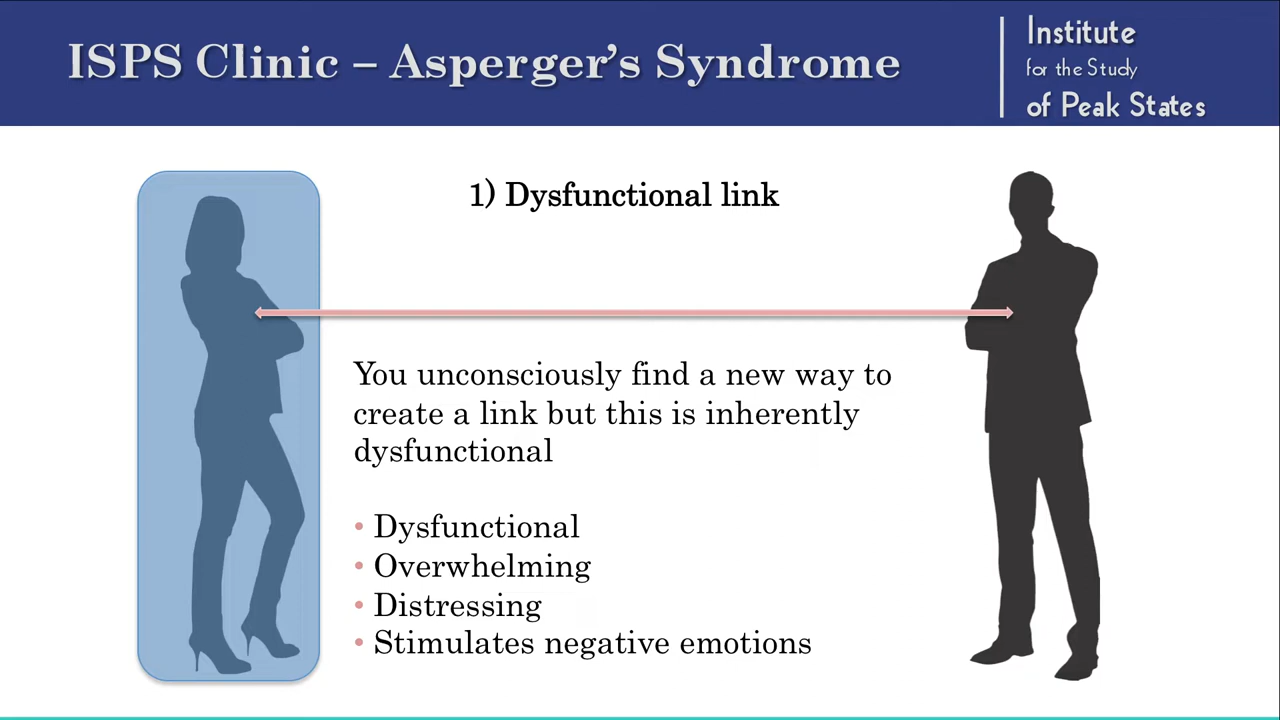 ISPS Clinic – Asperger's Syndrome
Institute
for the Study
of Peak States
1) Dysfunctional link
You unconsciously find a new way to
create a link but this is inherently
dysfunctional
• Dysfunctional
• Overwhelming
• Distressing
• Stimulates negative emotions